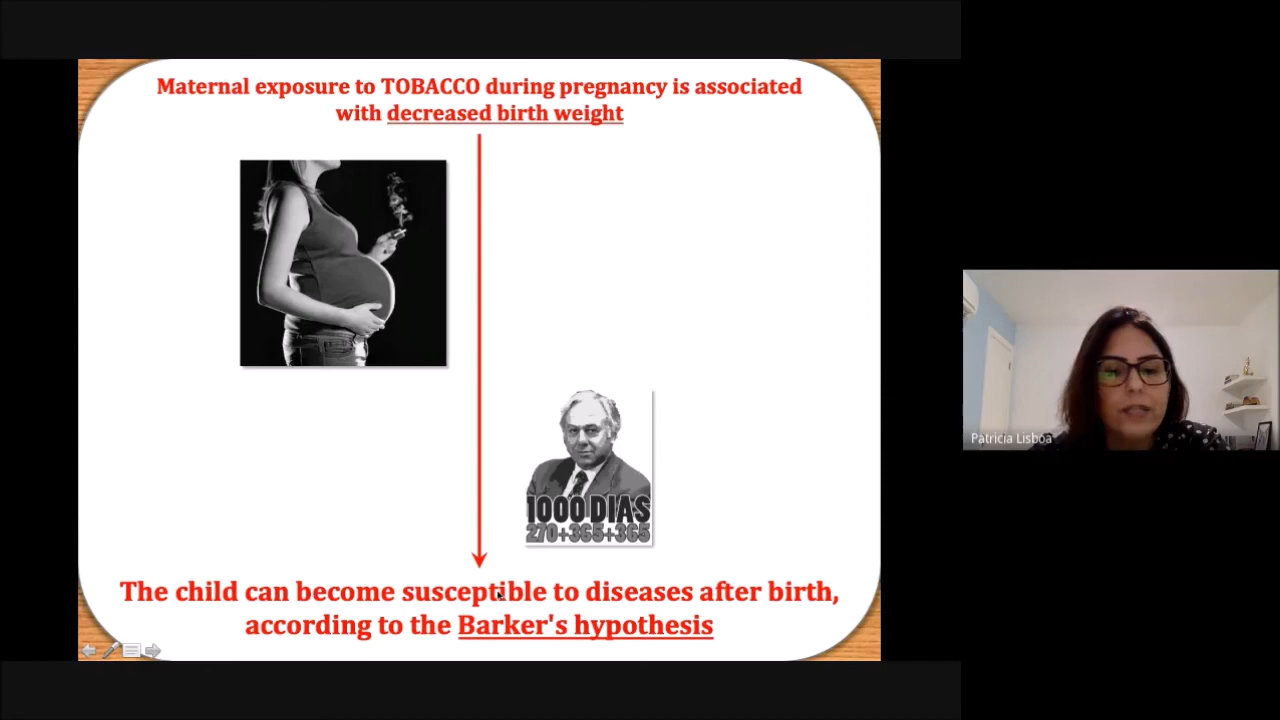 Maternal exposure to TOBACCO during pregnancy is associated
with decreased birth weight
1000 DIAS
270+365+365
Patricia Lisboa
The child can become susceptible to diseases after birth,
according to the Barker's hypothesis